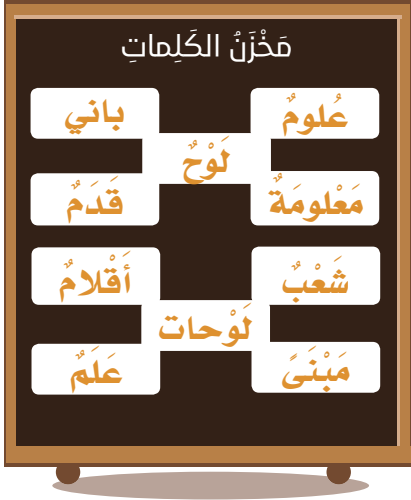 مَخْزَنُ الكَلِماتِ
عُلومٌ
باني
لَوْحٌ
مَعْلومَةٌ
قَدَمٌ
شَعْبٌ
أَقْلامٌ
لَوْحات
مَبْنَىً
عَلَمٌ